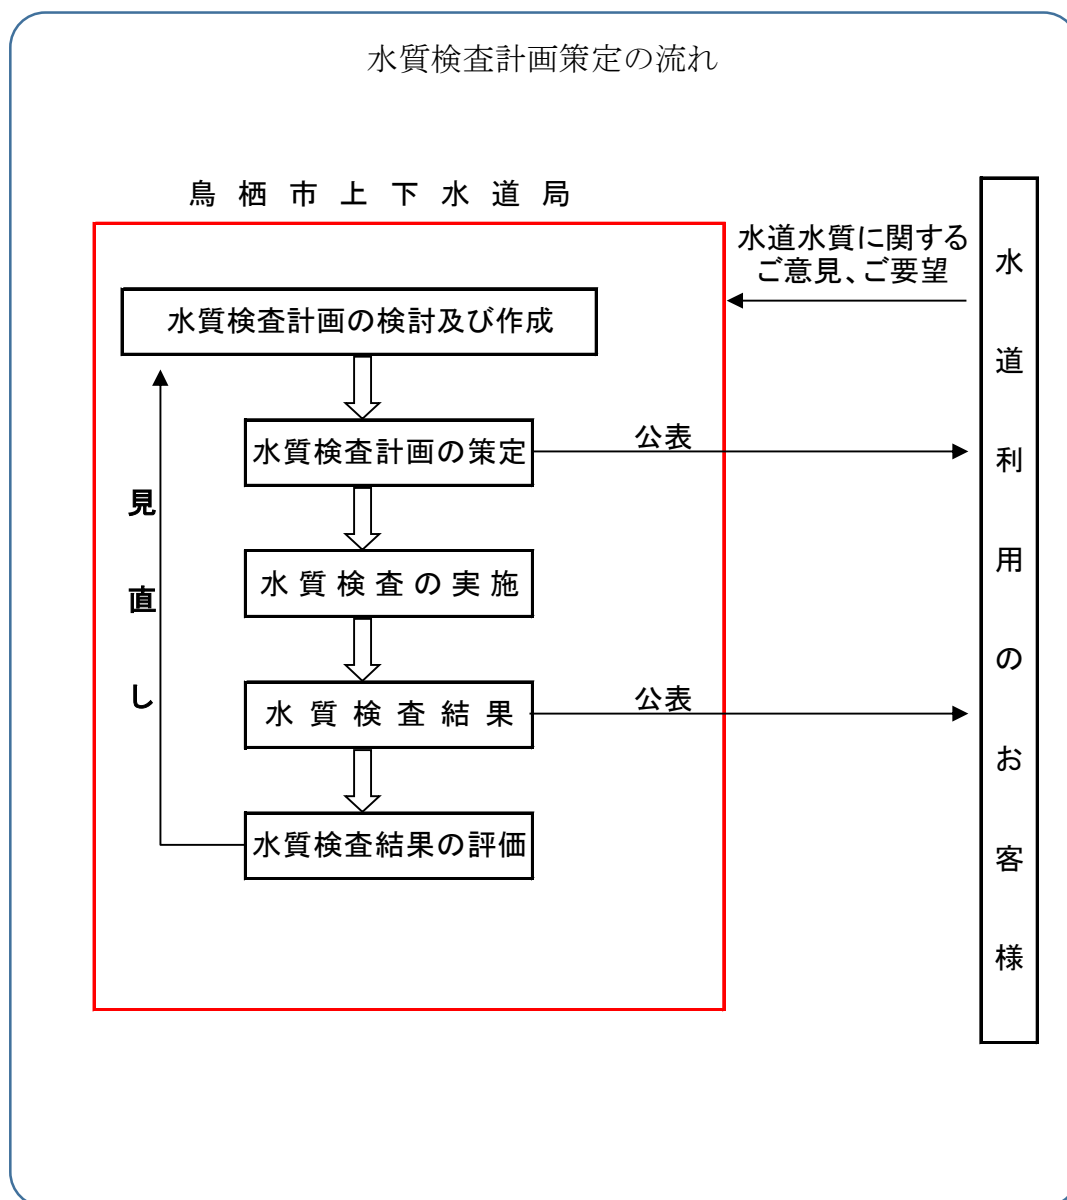 水質検査計画策定の流れ
鳥栖市上下水道局
水道水質に関する
ご意見、ご要望
水質検査計画の検討及び作成
水質検査計画の策定
公表
水質検査の実施
水質検査結果
公表
水質検査結果の評価
見直し
水道利用のお客様